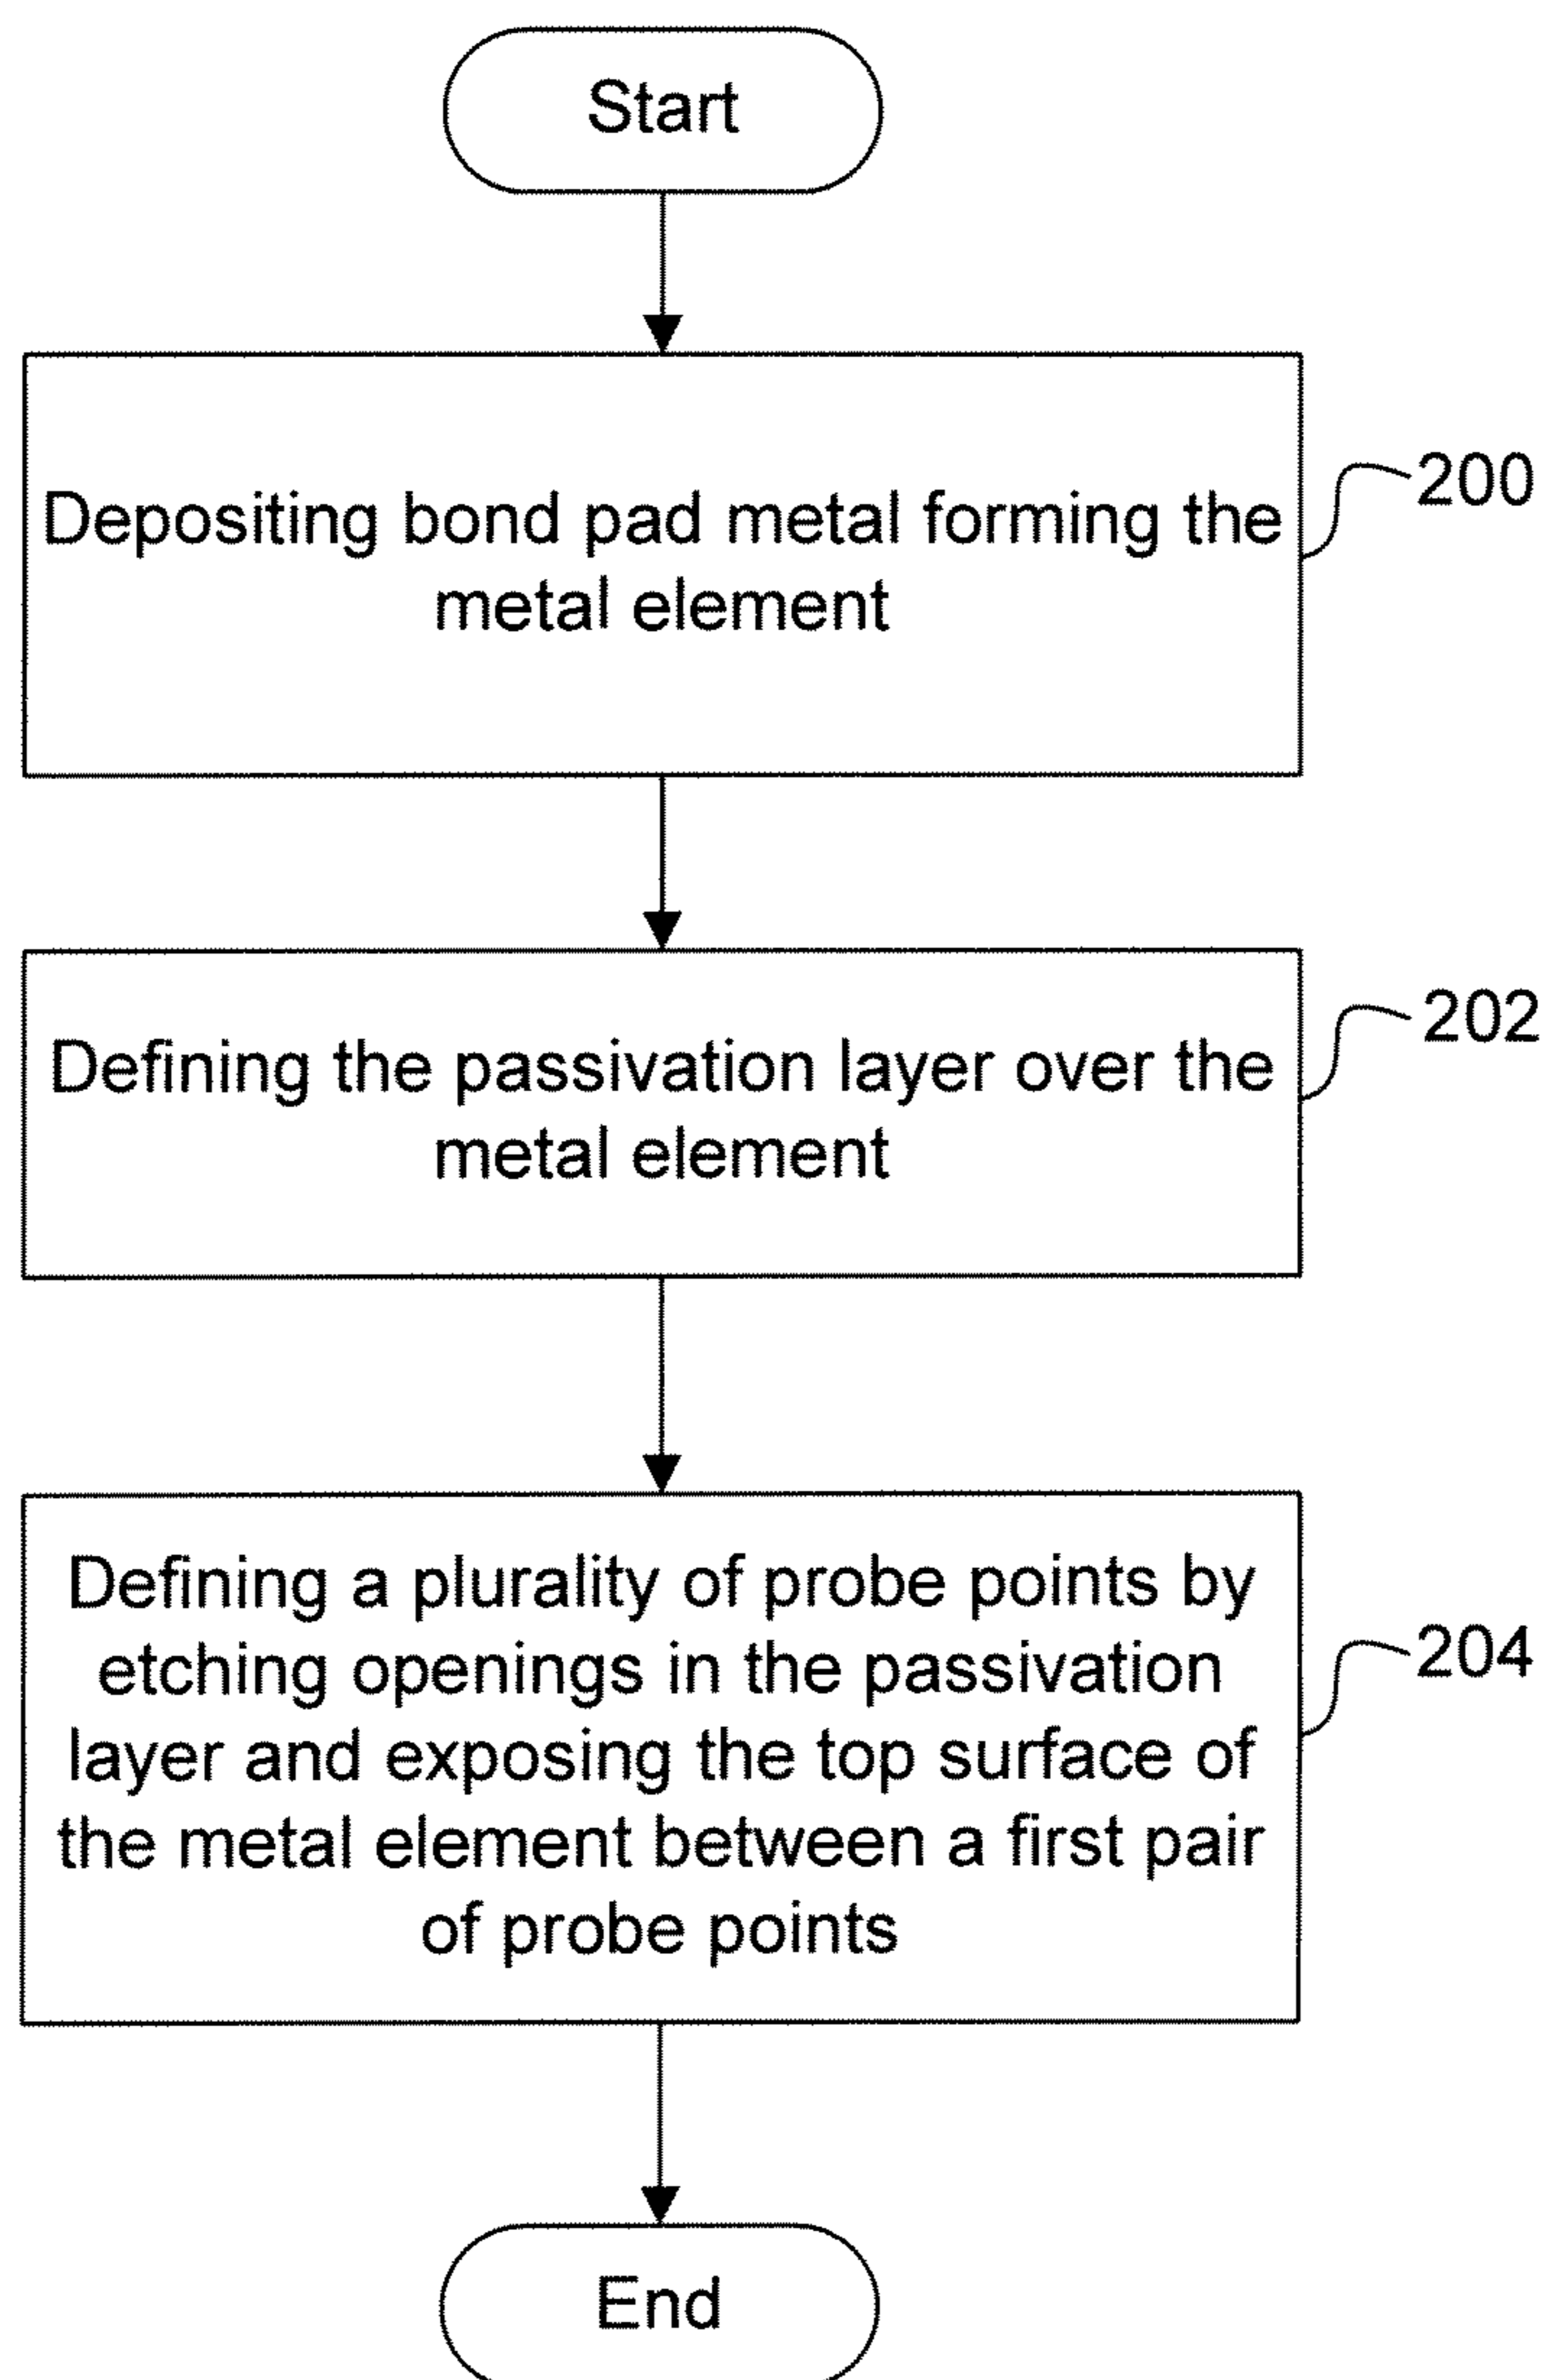 Start
Depositing bond pad metal forming the
metal element
200
Defining the passivation layer over the
metal element
202
Defining a plurality of probe points by
etching openings in the passivation
layer and exposing the top surface of
the metal element between a first pair
of probe points
204
End